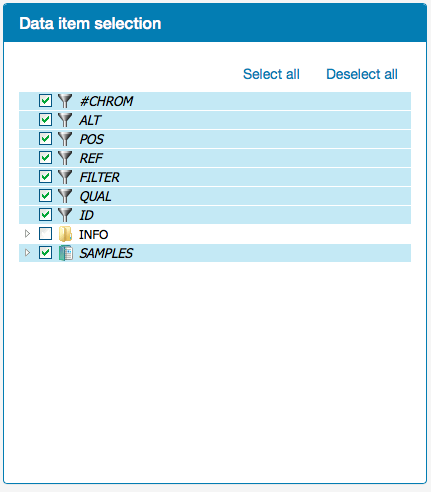 Data item selection
Select all Deselect all
#CHROM
ALT
POS
REF
FILTER
QUAL
ID
INFO
SAMPLES